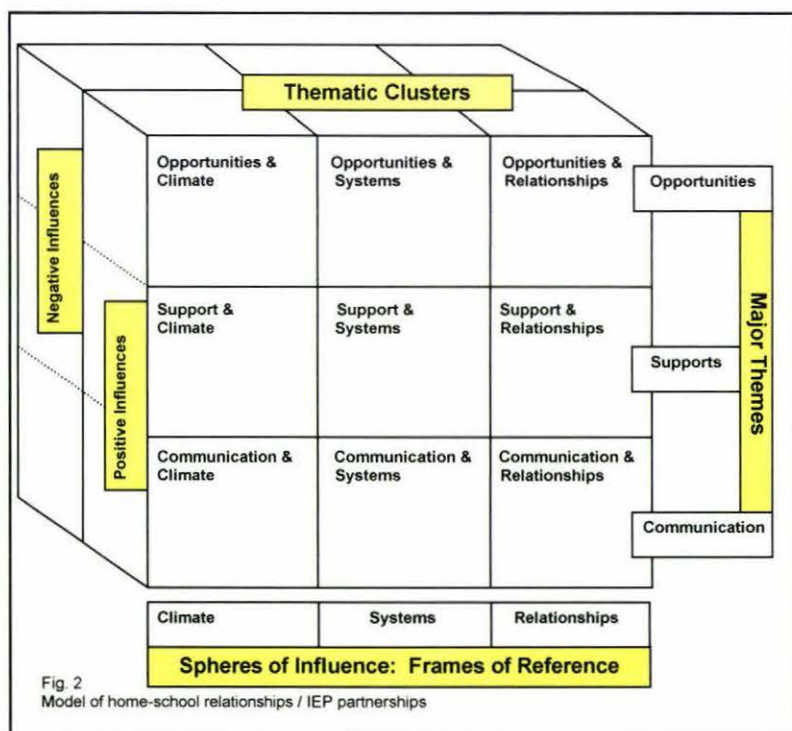 Thematic Clusters
Negative Influences
Positive Influences
Opportunities &
Climate
Opportunities &
Systems
Opportunities &
Relationships
Opportunities
Support &
Climate
Support &
Systems
Support &
Relationships
Supports
Major Themes
Communication &
Climate
Communication &
Systems
Communication &
Relationships
Communication
Climate
Systems
Relationships
Spheres of Influence: Frames of Reference
Fig. 2
Model of home-school relationships / IEP partnerships